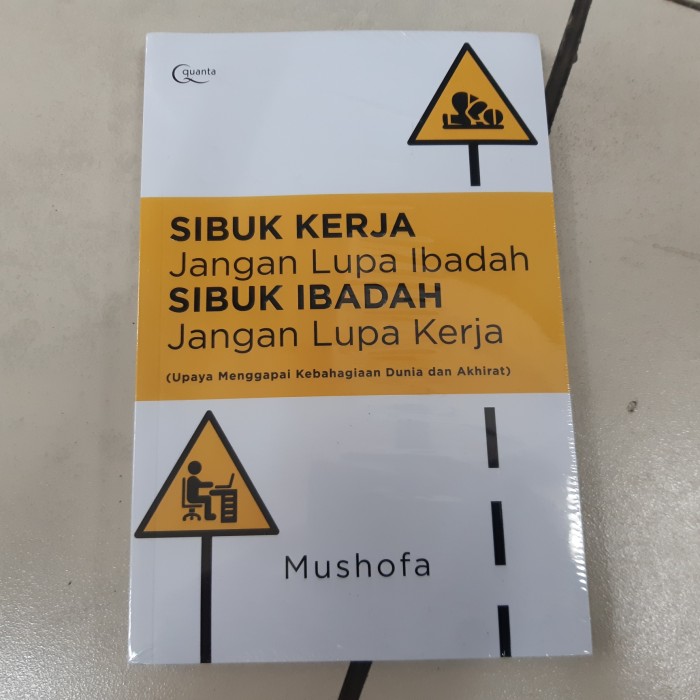 quanta
SIBUK KERJA
Jangan Lupa Ibadah
SIBUK IBADAH
Jangan Lupa Kerja
(Upaya Menggapai Kebahagiaan Dunia dan Akhirat)
Mushofa